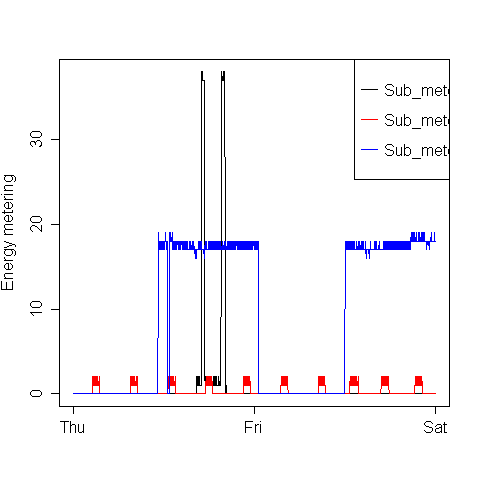 Sub_mete
Sub_mete
Sub_mete
Energy metering
30
20
10
0
Thu Fri Sat